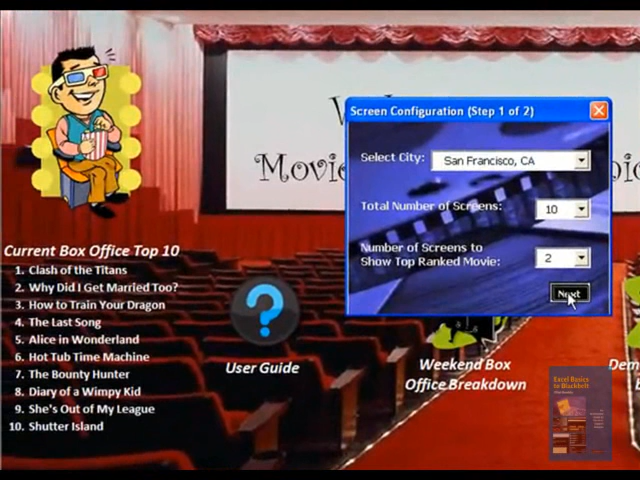 Screen Configuration (Step 1 of 2)
Select City: San Francisco, CA
Total Number of Screens: 10
Number of Screens to
Show Top Ranked Movie: 2
Next
Movie
Current Box Office Top 10
1. Clash of the Titans
2. Why Did I Get Married Too?
3. How to Train Your Dragon
4. The Last Song
5. Alice in Wonderland
6. Hot Tub Time Machine
7. The Bounty Hunter
8. Diary of a Wimpy Kid
9. She's Out of My League
10. Shutter Island
?
User Guide
Weekend Box
Office Breakdown
Dem
Excel Basics
to Blackbelt